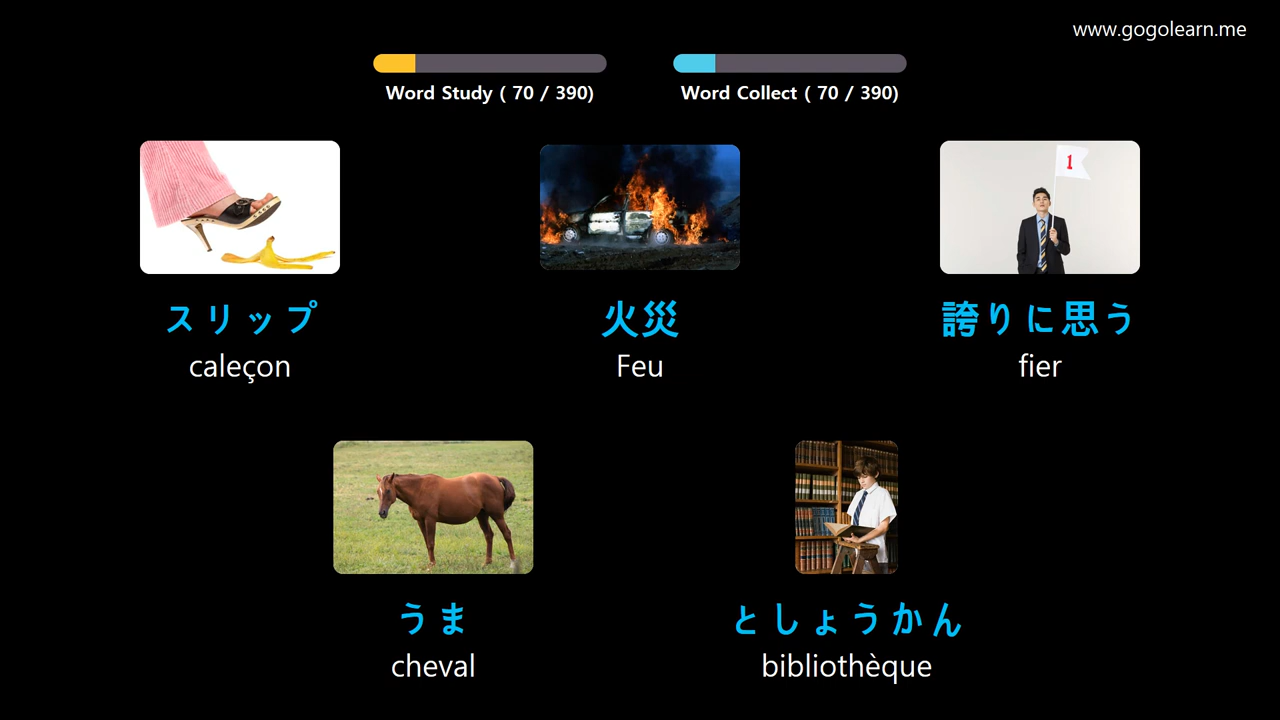 www.gogolearn.me
Word Study ( 70 / 390)
Word Collect ( 70 / 390)
1
スリップ
caleçon
火災
Feu
誇りに思う
fier
うま
cheval
としょうかん
bibliothèque